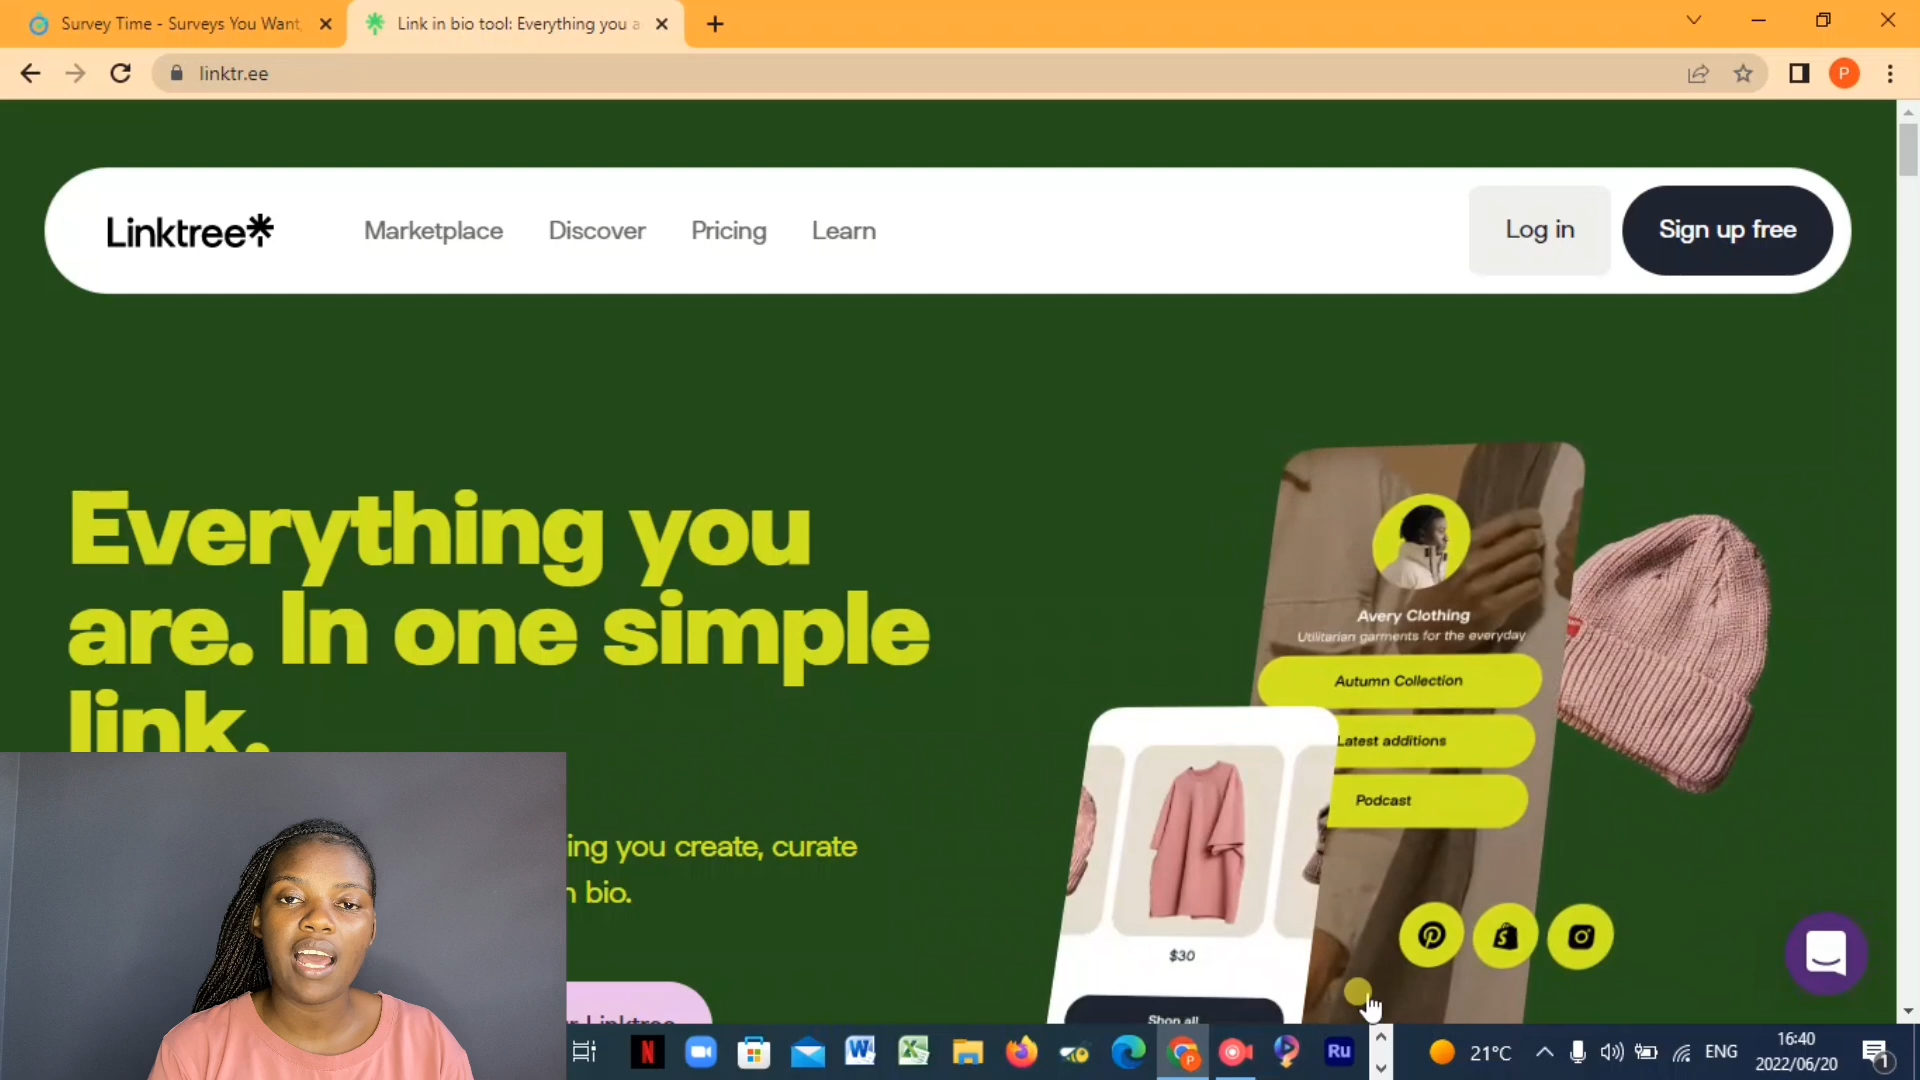 Survey Time - Surveys You Want,
Link in bio tool: Everything you a
linktr.ee
P
Linktree*
Marketplace
Discover
Pricing
Learn
Log in
Sign up free
Everything you
are. In one simple
link.
ing you create, curate
bio.
Linktree
Avery Clothing
Utilitarian garments for the everyday
Autumn Collection
Latest additions
Podcast
$30
Shop all
Ru
21°C
ENG
16:40
2022/06/20
1